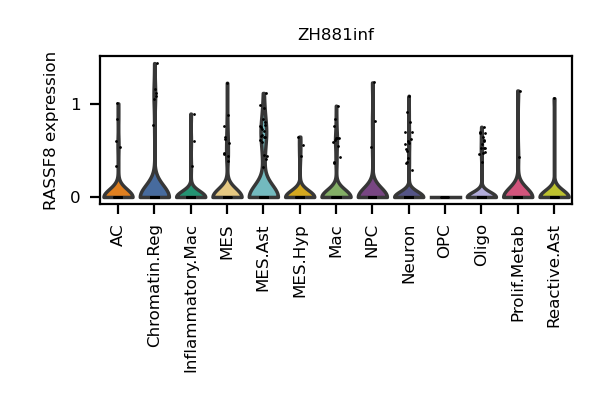 ZH881inf
RASSF8 expression
1
0
AC
Chromatin.Reg
Inflammatory.Mac
MES
MES.Ast
MES.Hyp
Mac
NPC
Neuron
OPC
Oligo
Prolif.Metab
Reactive.Ast